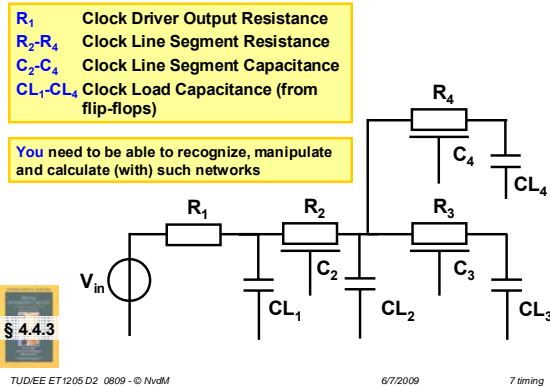 R1 Clock Driver Output Resistance
R2-R4 Clock Line Segment Resistance
C2-C4 Clock Line Segment Capacitance
CL1-CL4 Clock Load Capacitance (from
flip-flops)
You need to be able to recognize, manipulate
and calculate (with) such networks
R4
C4
CL4
R1
R2
R3
Vin
C2
C3
CL1
CL2
CL3
§ 4.4.3
TUD/EE ET1205 D2 0809 - © NvdM
6/7/2009
7 timing